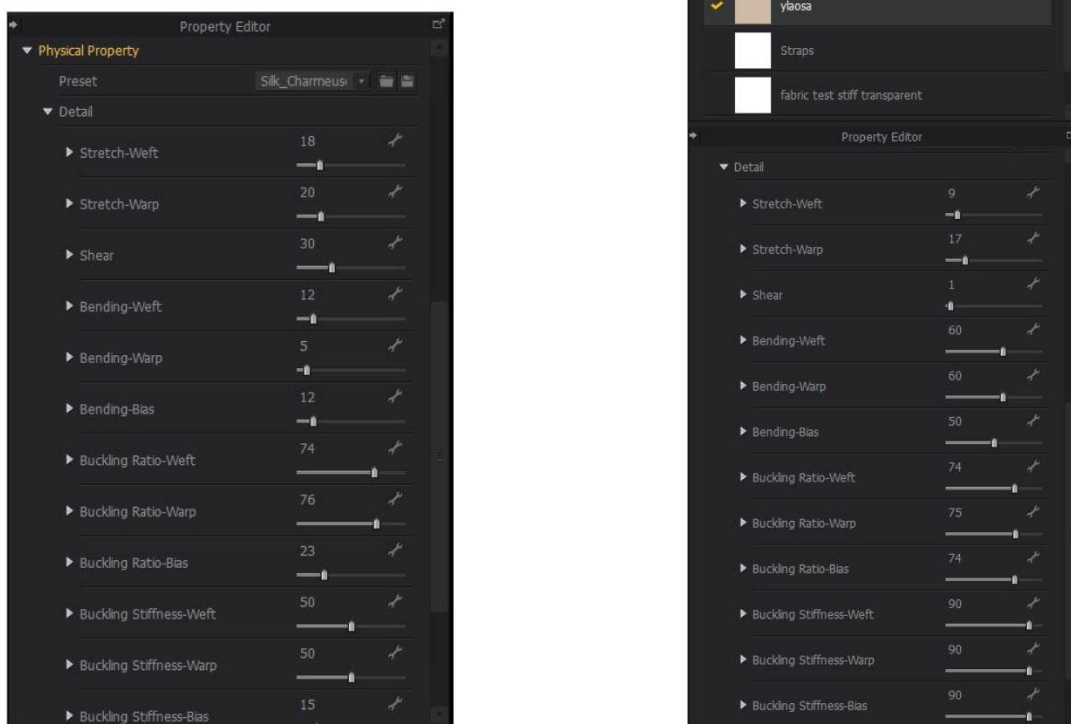 Property Editor
Physical Property
Preset
Silk_Charmeus
Detail
18
Stretch-Weft
20
Stretch-Warp
30
Shear
12
Bending-Weft
5
Bending-Warp
12
Bending-Bias
74
Buckling Ratio-Weft
76
Buckling Ratio-Warp
23
Buckling Ratio-Bias
50
Buckling Stiffness-Weft
50
Buckling Stiffness-Warp
15
Buckling Stiffness-Bias
ylaosa
Straps
fabric test stiff transparent
Property Editor
Detail
9
Stretch-Weft
17
Stretch-Warp
1
Shear
60
Bending-Weft
60
Bending-Warp
50
Bending-Bias
74
Buckling Ratio-Weft
75
Buckling Ratio-Warp
74
Buckling Ratio-Bias
90
Buckling Stiffness-Weft
90
Buckling Stiffness-Warp
90
Buckling Stiffness-Bias